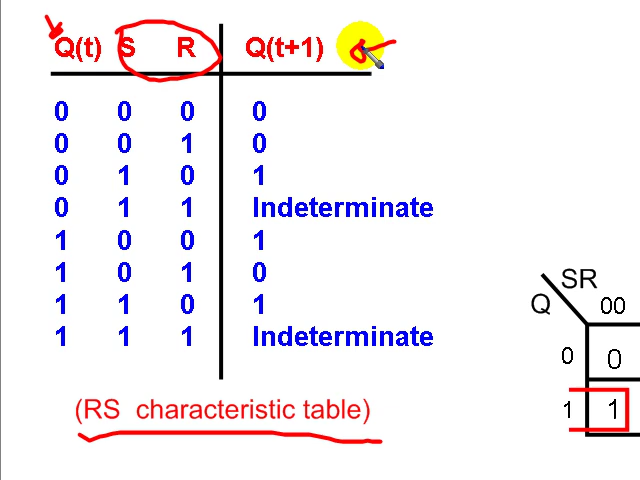 Q(t) S R Q(t+1)
0 0 0 0
0 0 1 0
0 1 0 1
0 1 1 Indeterminate
1 0 0 1
1 0 1 0
1 1 0 1
1 1 1 Indeterminate
(RS characteristic table)
SR
Q 00
0 0
1 1